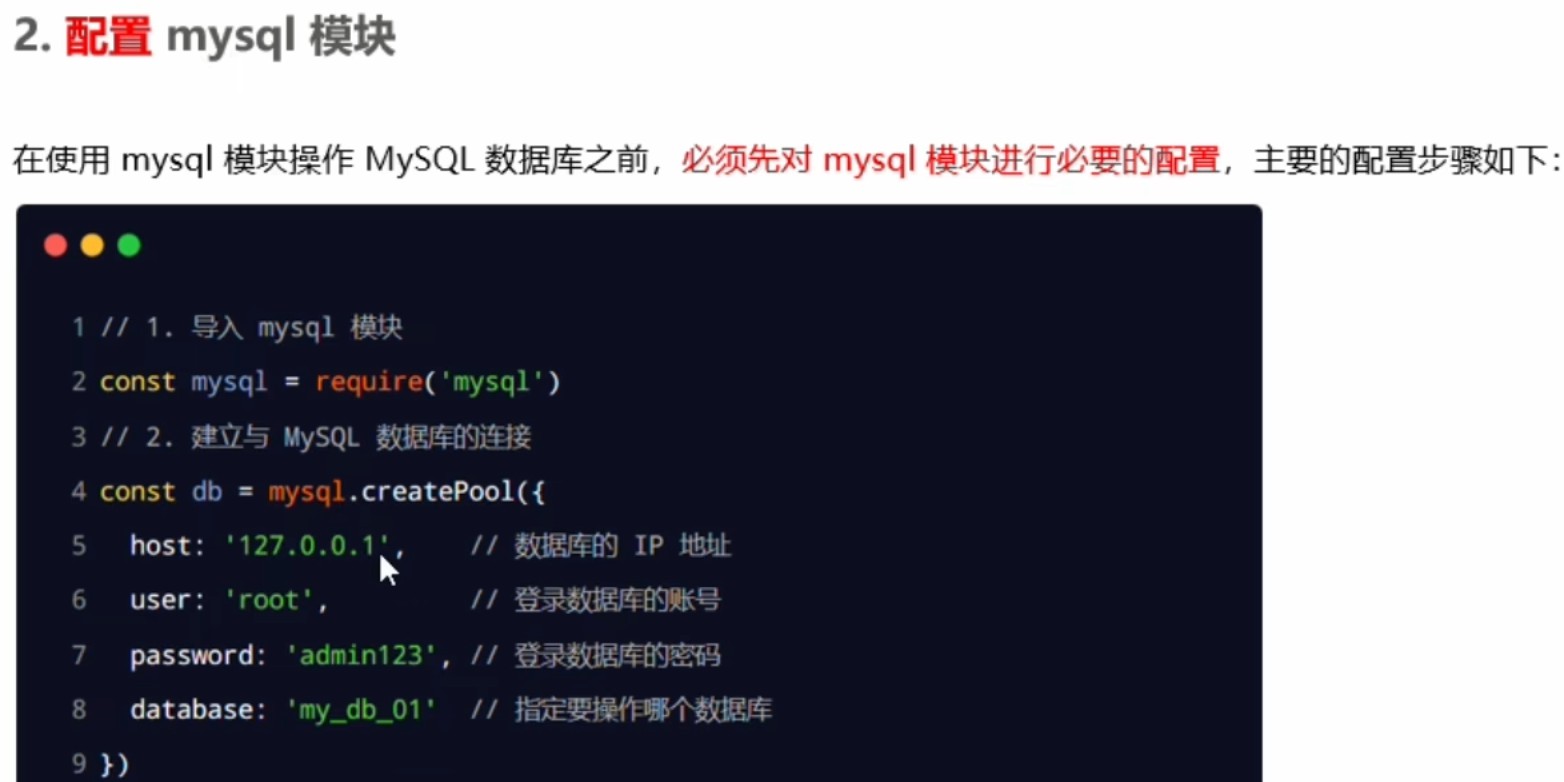 2. 配置 mysql 模块
在使用 mysql 模块操作 MySQL 数据库之前，必须先对 mysql 模块进行必要的配置，主要的配置步骤如下：
1 // 1. 导入 mysql 模块
2 const mysql = require('mysql')
3 // 2. 建立与 MySQL 数据库的连接
4 const db = mysql.createPool({
5   host: '127.0.0.1',    // 数据库的 IP 地址
6   user: 'root',         // 登录数据库的账号
7   password: 'admin123', // 登录数据库的密码
8   database: 'my_db_01'  // 指定要操作哪个数据库
9 })